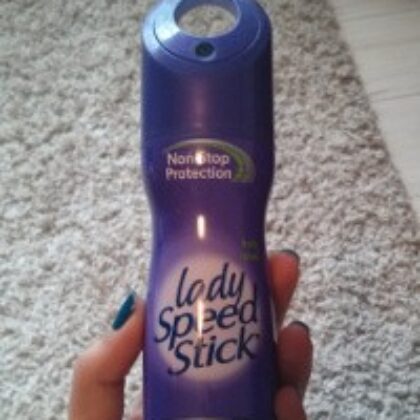 Non Stop
Protection
lady
Speed
Stick